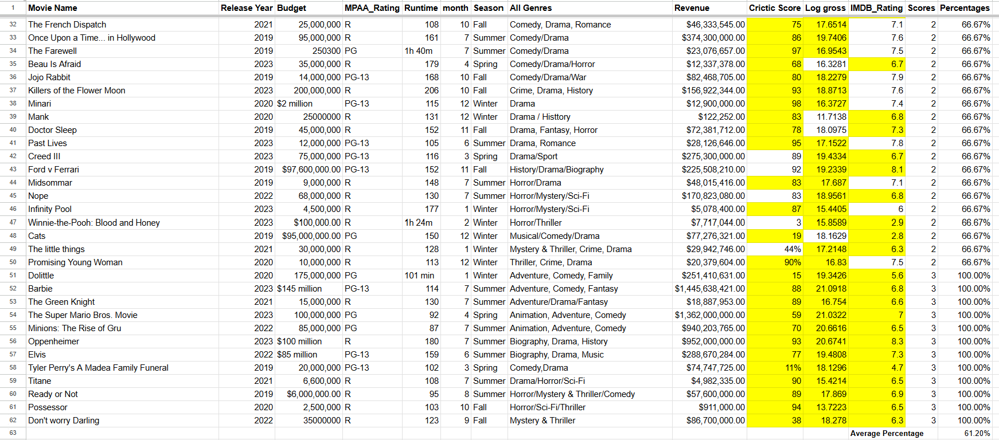 1 Movie Name Release Year Budget MPAA_Rating Runtime month Season All Genres Revenue Crictic Score Log gross IMDB_Rating Scores Percentages
32 The French Dispatch 2021 25,000,000 R 108 10 Fall Comedy, Drama, Romance $46,333,545.00 75 17.6514 7.1 2 66.67%
33 Once Upon a Time... in Hollywood 2019 95,000,000 R 161 7 Summer Comedy/Drama $374,300,000.00 86 19.7406 7.6 2 66.67%
34 The Farewell 2019 250300 PG 1h 40m 7 Summer Comedy/Drama $23,076,657.00 97 16.9543 7.5 2 66.67%
35 Beau Is Afraid 2023 35,000,000 R 179 4 Spring Comedy/Drama/Horror $12,337,378.00 68 16.3281 6.7 2 66.67%
36 Jojo Rabbit 2019 14,000,000 PG-13 168 10 Fall Comedy/Drama/War $82,468,705.00 80 18.2279 7.9 2 66.67%
37 Killers of the Flower Moon 2023 200,000,000 R 206 10 Fall Crime, Drama, History $156,922,344.00 93 18.8713 7.6 2 66.67%
38 Minari 2020 $2 million PG-13 115 12 Winter Drama $12,900,000.00 98 16.3727 7.4 2 66.67%
39 Mank 2020 25000000 R 131 12 Winter Drama / Histtory $122,252.00 83 11.7138 6.8 2 66.67%
40 Doctor Sleep 2019 45,000,000 R 152 11 Fall Drama, Fantasy, Horror $72,381,712.00 78 18.0975 7.3 2 66.67%
41 Past Lives 2023 12,000,000 PG-13 105 6 Summer Drama, Romance $28,126,646.00 95 17.1522 7.8 2 66.67%
42 Creed III 2023 75,000,000 PG-13 116 3 Spring Drama/Sport $275,300,000.00 89 19.4334 6.7 2 66.67%
43 Ford v Ferrari 2019 $97,600,000.00 PG-13 152 11 Fall History/Drama/Biography $225,508,210.00 92 19.2339 8.1 2 66.67%
44 Midsommar 2019 9,000,000 R 148 7 Summer Horror/Drama $48,015,416.00 83 17.687 7.1 2 66.67%
45 Nope 2022 68,000,000 R 130 7 Summer Horror/Mystery/Sci-Fi $170,823,080.00 83 18.9561 6.8 2 66.67%
46 Infinity Pool 2023 4,500,000 R 177 1 Winter Horror/Mystery/Sci-Fi $5,078,400.00 87 15.4405 6 2 66.67%
47 Winnie-the-Pooh: Blood and Honey 2023 $100,000.00 R 1h 24m 2 Winter Horror/Thriller $7,717,044.00 3 15.8589 2.9 2 66.67%
48 Cats 2019 $95,000,000.00 PG 150 12 Winter Musical/Comedy/Drama $77,276,321.00 19 18.1629 2.8 2 66.67%
49 The little things 2021 30,000,000 R 128 1 Winter Mystery & Thriller, Crime, Drama $29,942,746.00 44% 17.2148 6.3 2 66.67%
50 Promising Young Woman 2020 10,000,000 R 113 12 Winter Thriller, Crime, Drama $20,379,604.00 90% 16.83 7.5 2 66.67%
51 Dolittle 2020 175,000,000 PG 101 min 1 Winter Adventure, Comedy, Family $251,410,631.00 15 19.3426 5.6 3 100.00%
52 Barbie 2023 $145 million PG-13 114 7 Summer Adventure, Comedy, Fantasy $1,445,638,421.00 88 21.0918 6.8 3 100.00%
53 The Green Knight 2021 15,000,000 R 130 7 Summer Adventure/Drama/Fantasy $18,887,953.00 89 16.754 6.6 3 100.00%
54 The Super Mario Bros. Movie 2023 100,000,000 PG 92 4 Spring Animation, Adventure, Comedy $1,362,000,000.00 59 21.0322 7 3 100.00%
55 Minions: The Rise of Gru 2022 85,000,000 PG 87 7 Summer Animation, Adventure, Comedy $940,203,765.00 70 20.6616 6.5 3 100.00%
56 Oppenheimer 2023 $100 million R 180 7 Summer Biography, Drama, History $952,000,000.00 93 20.6741 8.3 3 100.00%
57 Elvis 2022 $85 million PG-13 159 6 Summer Biography, Drama, Music $288,670,284.00 77 19.4808 7.3 3 100.00%
58 Tyler Perry's A Madea Family Funeral 2019 20,000,000 PG-13 102 3 Spring Comedy,Drama $74,747,725.00 11% 18.1296 4.7 3 100.00%
59 Titane 2021 6,600,000 R 108 7 Summer Drama/Horror/Sci-Fi $4,982,335.00 90 15.4214 6.5 3 100.00%
60 Ready or Not 2019 $6,000,000.00 R 95 8 Summer Horror/Mystery & Thriller/Comedy $57,600,000.00 89 17.869 6.9 3 100.00%
61 Possessor 2020 2,500,000 R 103 10 Fall Horror/Sci-Fi/Thriller $911,000.00 94 13.7223 6.5 3 100.00%
62 Don't worry Darling 2022 35000000 R 123 9 Fall Mystery & Thriller $86,700,000.00 38 18.278 6.3 3 100.00%
63 Average Percentage 61.20%